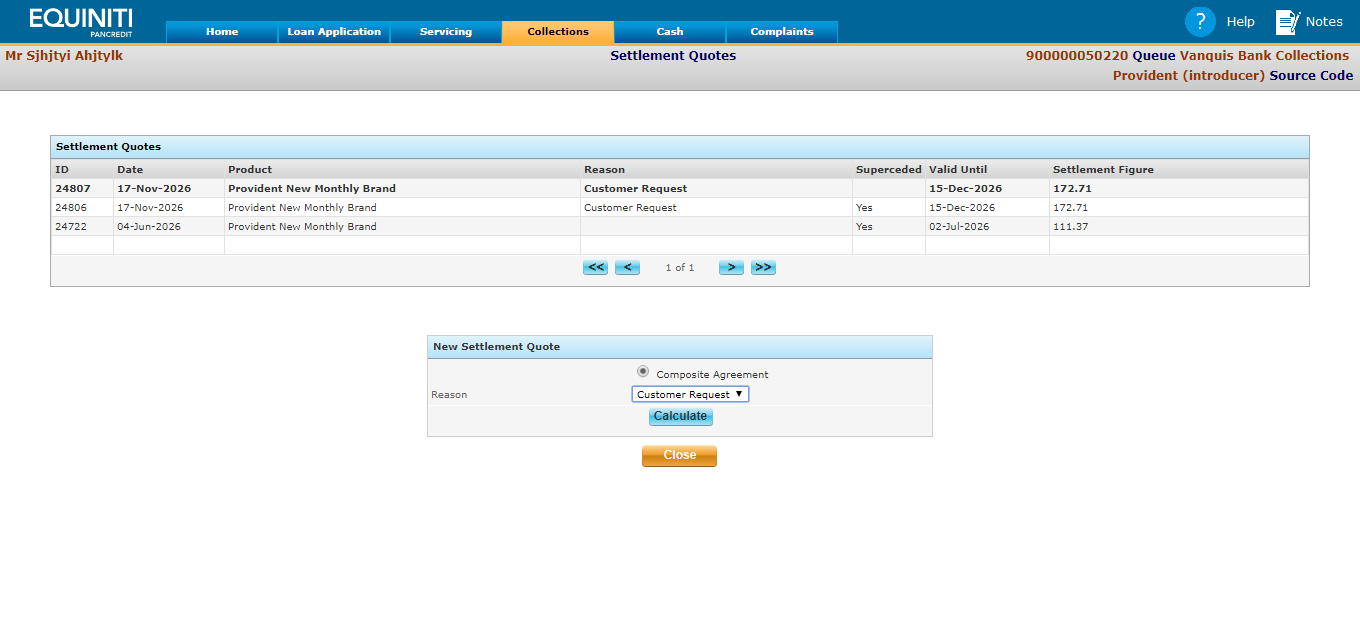 EQUINITI
PANCREDIT
Home Loan Application Servicing Collections Cash Complaints ? Help Notes
Mr Sjhjtyi Ahjtylk Settlement Quotes 900000050220 Queue Vanquis Bank Collections
Provident (introducer) Source Code
Settlement Quotes
ID Date Product Reason Superceded Valid Until Settlement Figure
24807 17-Nov-2026 Provident New Monthly Brand Customer Request 15-Dec-2026 172.71
24806 17-Nov-2026 Provident New Monthly Brand Customer Request Yes 15-Dec-2026 172.71
24722 04-Jun-2026 Provident New Monthly Brand Yes 02-Jul-2026 111.37
<< < 1 of 1 > >>
New Settlement Quote
Composite Agreement
Reason Customer Request
Calculate
Close